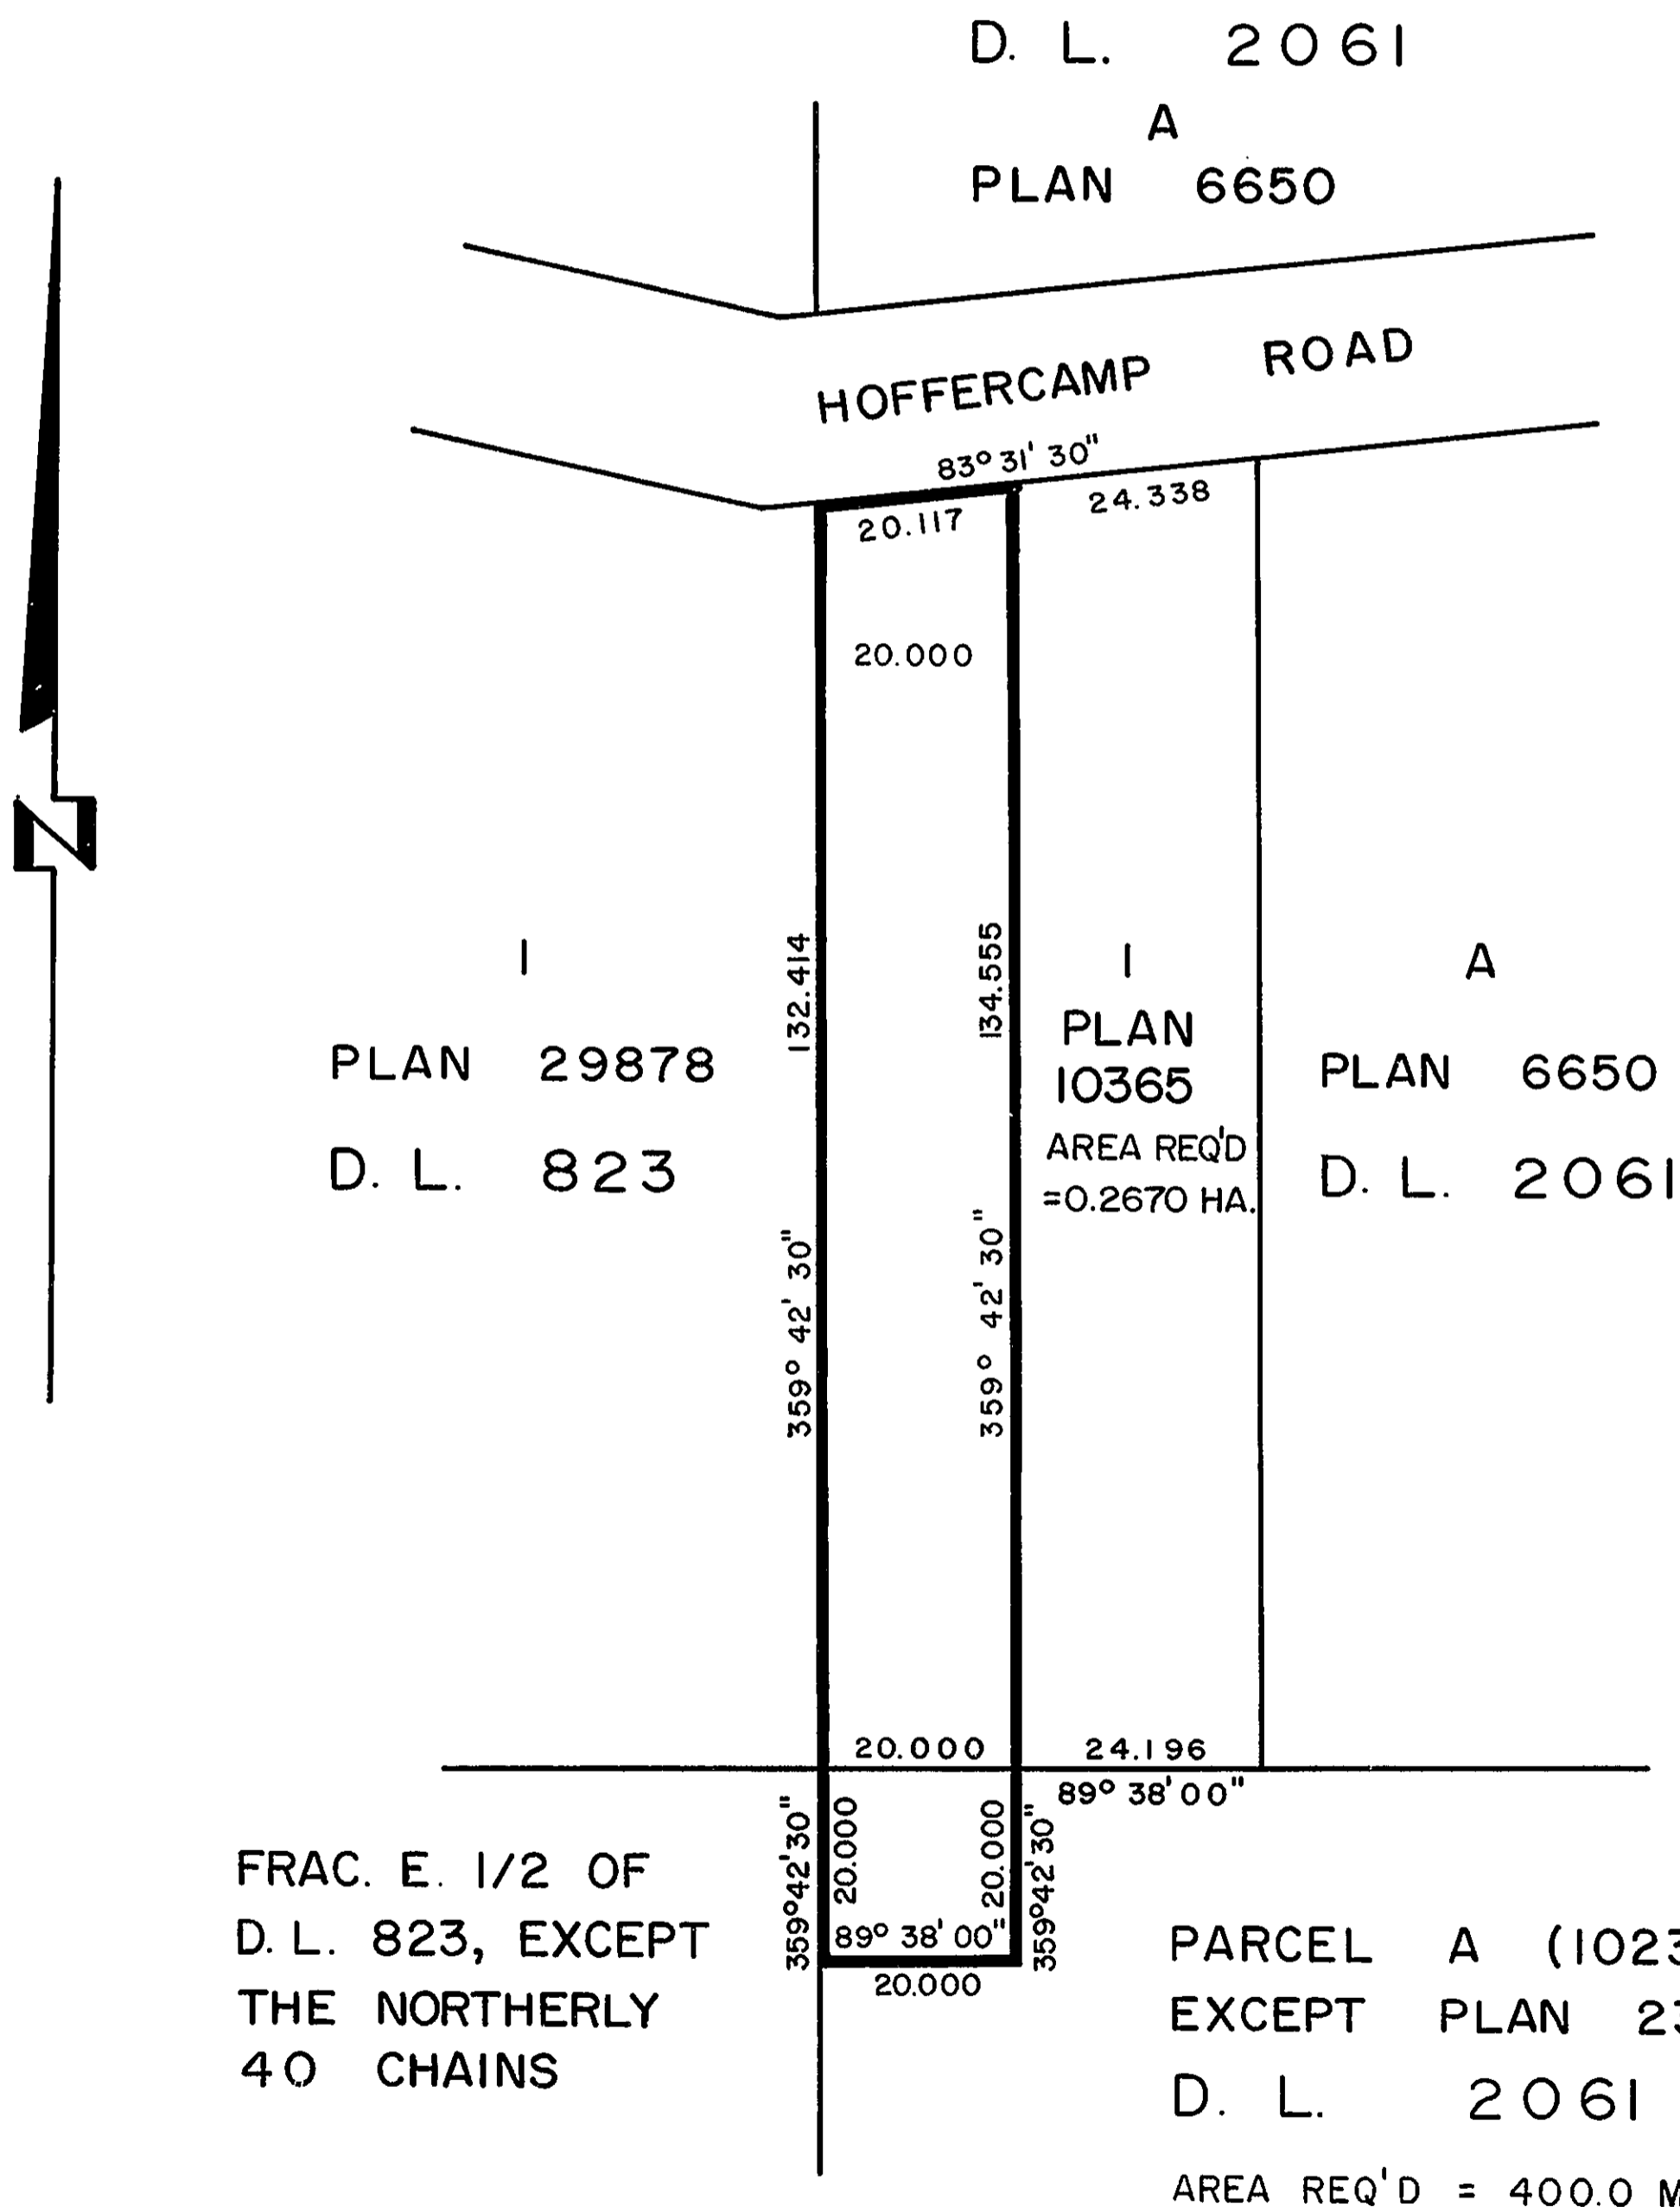 D. L. 2061
A
PLAN 6650
HOFFERCAMP ROAD
83° 31' 30"
20.117
24.338
20.000
N
132.414
134.555
1
PLAN 29878
D. L. 823
1
PLAN
10365
AREA REQ'D
=0.2670 HA.
A
PLAN 6650
D. L. 2061
359° 42' 30"
359° 42' 30"
20.000
24.196
89° 38' 00"
359° 42' 30"
20.000
20.000
359° 42' 30"
89° 38' 00"
20.000
FRAC. E. 1/2 OF
D. L. 823, EXCEPT
THE NORTHERLY
40 CHAINS
PARCEL A (1023
EXCEPT PLAN
D. L. 2061
AREA REQ'D = 400.0